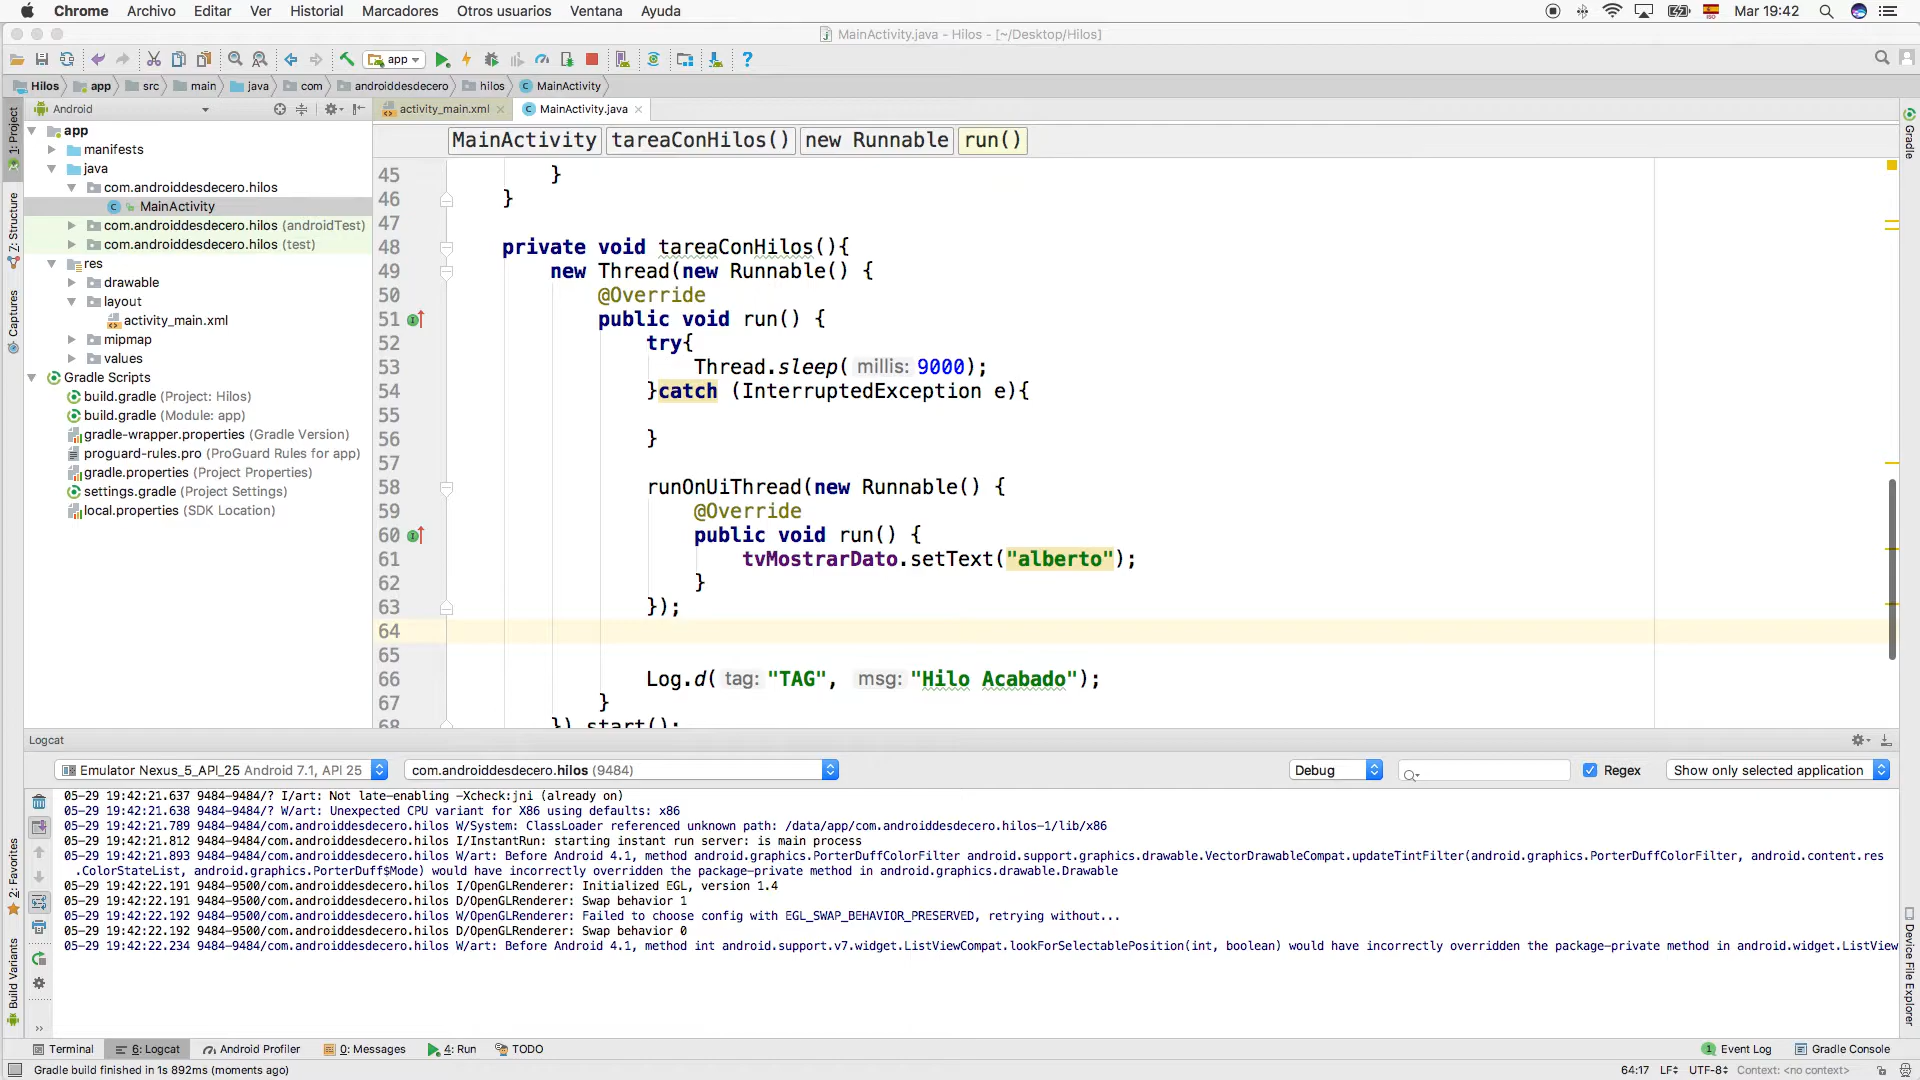 Chrome Archivo Editar Ver Historial Marcadores Otros usuarios Ventana Ayuda Mar 19:42
MainActivity.java - Hilos - [~/Desktop/Hilos]
app
Hilos app src main java com androiddesdecero hilos MainActivity
Android
activity_main.xml MainActivity.java
MainActivity tareaConHilos() new Runnable run()
app
manifests
java
com.androiddesdecero.hilos
MainActivity
com.androiddesdecero.hilos (androidTest)
com.androiddesdecero.hilos (test)
res
drawable
layout
activity_main.xml
mipmap
values
Gradle Scripts
build.gradle (Project: Hilos)
build.gradle (Module: app)
gradle-wrapper.properties (Gradle Version)
proguard-rules.pro (ProGuard Rules for app)
gradle.properties (Project Properties)
settings.gradle (Project Settings)
local.properties (SDK Location)
1: Project
7: Structure
Captures
2: Favorites
Build Variants
Gradle
Device File Explorer
45 }
46 }
47
48 private void tareaConHilos(){
49 new Thread(new Runnable() {
50 @Override
51 public void run() {
52 try{
53 Thread.sleep( millis: 9000);
54 }catch (InterruptedException e){
55
56 }
57
58 runOnUiThread(new Runnable() {
59 @Override
60 public void run() {
61 tvMostrarDato.setText("alberto");
62 }
63 });
64
65
66 Log.d( tag: "TAG", msg: "Hilo Acabado");
67 }
68 }).start();
Logcat
Emulator Nexus_5_API_25 Android 7.1, API 25 com.androiddesdecero.hilos (9484) Debug Regex Show only selected application
05-29 19:42:21.637 9484-9484/? I/art: Not late-enabling -Xcheck:jni (already on)
05-29 19:42:21.638 9484-9484/? W/art: Unexpected CPU variant for X86 using defaults: x86
05-29 19:42:21.789 9484-9484/com.androiddesdecero.hilos W/System: ClassLoader referenced unknown path: /data/app/com.androiddesdecero.hilos-1/lib/x86
05-29 19:42:21.812 9484-9484/com.androiddesdecero.hilos I/InstantRun: starting instant run server: is main process
05-29 19:42:21.893 9484-9484/com.androiddesdecero.hilos W/art: Before Android 4.1, method android.graphics.PorterDuffColorFilter android.support.graphics.drawable.VectorDrawableCompat.updateTintFilter(android.graphics.PorterDuffColorFilter, android.content.res
.ColorStateList, android.graphics.PorterDuff$Mode) would have incorrectly overridden the package-private method in android.graphics.drawable.Drawable
05-29 19:42:22.191 9484-9500/com.androiddesdecero.hilos I/OpenGLRenderer: Initialized EGL, version 1.4
05-29 19:42:22.191 9484-9500/com.androiddesdecero.hilos D/OpenGLRenderer: Swap behavior 1
05-29 19:42:22.192 9484-9500/com.androiddesdecero.hilos W/OpenGLRenderer: Failed to choose config with EGL_SWAP_BEHAVIOR_PRESERVED, retrying without...
05-29 19:42:22.192 9484-9500/com.androiddesdecero.hilos D/OpenGLRenderer: Swap behavior 0
05-29 19:42:22.234 9484-9484/com.androiddesdecero.hilos W/art: Before Android 4.1, method int android.support.v7.widget.ListViewCompat.lookForSelectablePosition(int, boolean) would have incorrectly overridden the package-private method in android.widget.ListView
Terminal 6: Logcat Android Profiler 0: Messages 4: Run TODO 1 Event Log Gradle Console
Gradle build finished in 1s 892ms (moments ago) 64:17 LF UTF-8 Context: <no context>